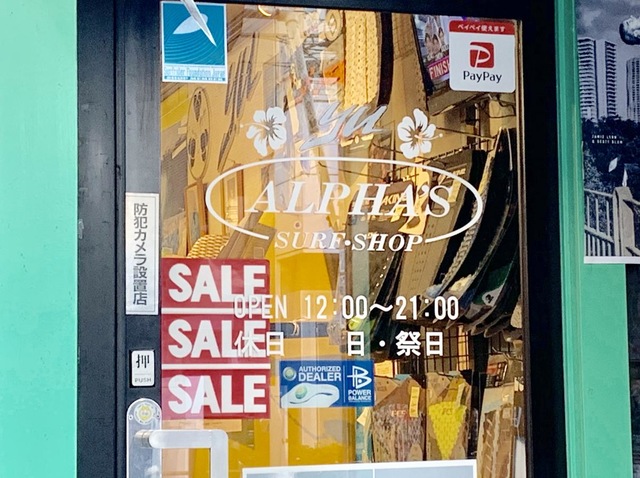 ペイペイ使えます
PayPay
FINISH
yu
ALPHA'S
SURF・SHOP
防犯カメラ設置店
SALE
SALE
SALE
OPEN 12:00〜21:00
休日 日・祭日
押
PUSH
AUTHORIZED
DEALER
POWER
BALANCE